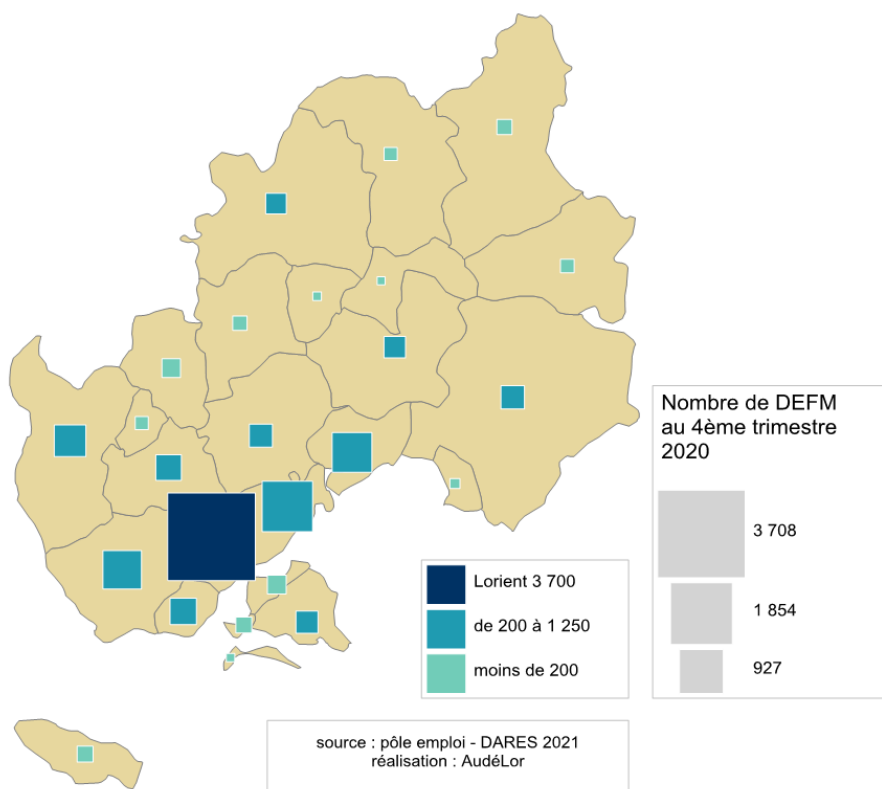 Nombre de DEFM
au 4ème trimestre
2020
3 708
1 854
927
Lorient 3 700
de 200 à 1 250
moins de 200
source : pôle emploi - DARES 2021
réalisation : AudéLor